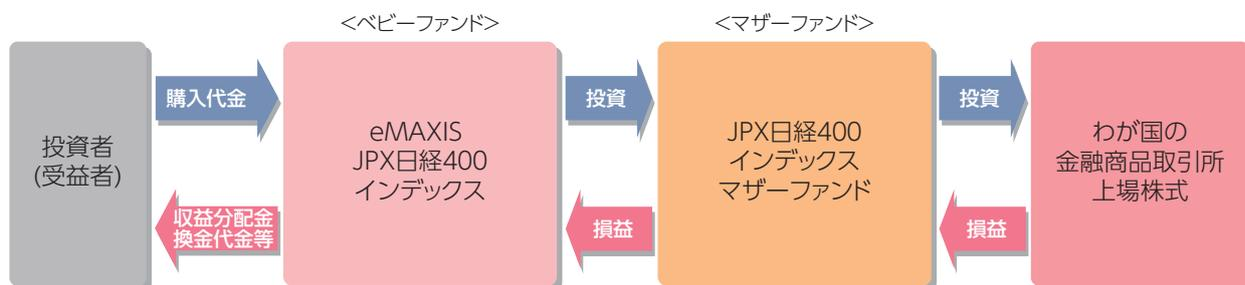 <ベビーファンド>
<マザーファンド>
投資者
(受益者)
購入代金
収益分配金
換金代金等
eMAXIS
JPX日経400
インデックス
投資
損益
JPX日経400
インデックス
マザーファンド
投資
損益
わが国の
金融商品取引所
上場株式